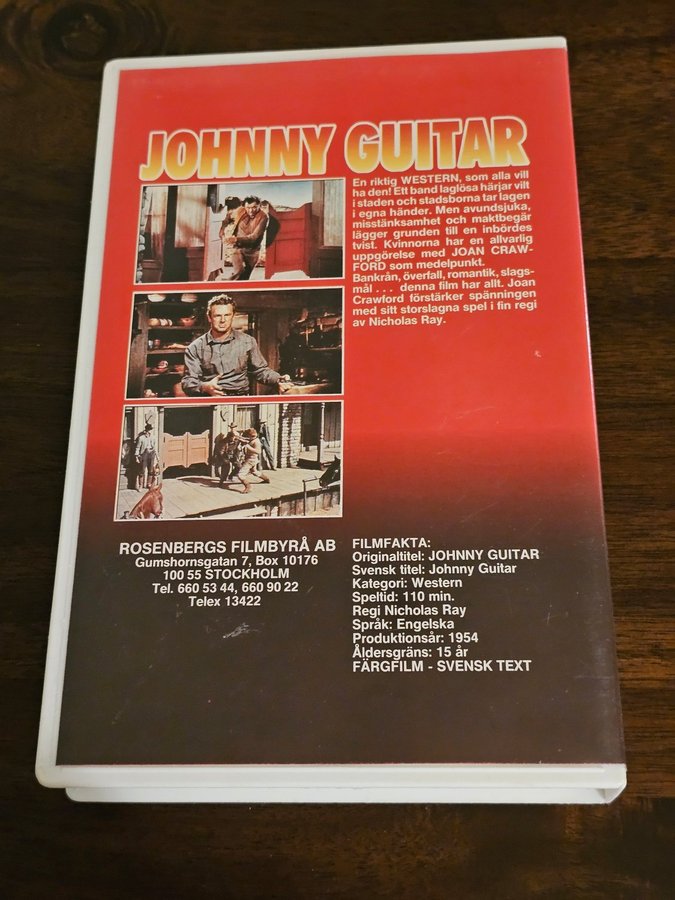 JOHNNY GUITAR
En riktig WESTERN, som alla vill
ha den! Ett band laglösa härjar vilt
i staden och stadsborna tar lagen
i egna händer. Men avundsjuka,
misstänksamhet och maktbegär
lägger grunden till en inbördes
tvist. Kvinnorna har en allvarlig
uppgörelse med JOAN CRAW-
FORD som medelpunkt.
Bankrån, överfall, romantik, slags-
mål . . . denna film har allt. Joan
Crawford förstärker spänningen
med sitt storslagna spel i fin regi
av Nicholas Ray.
ROSENBERGS FILMBYRÅ AB
Gumshornsgatan 7, Box 10176
100 55 STOCKHOLM
Tel. 660 53 44, 660 90 22
Telex 13422
FILMFAKTA:
Originaltitel: JOHNNY GUITAR
Svensk titel: Johnny Guitar
Kategori: Western
Speltid: 110 min.
Regi Nicholas Ray
Språk: Engelska
Produktionsår: 1954
Åldersgräns: 15 år
FÄRGFILM - SVENSK TEXT